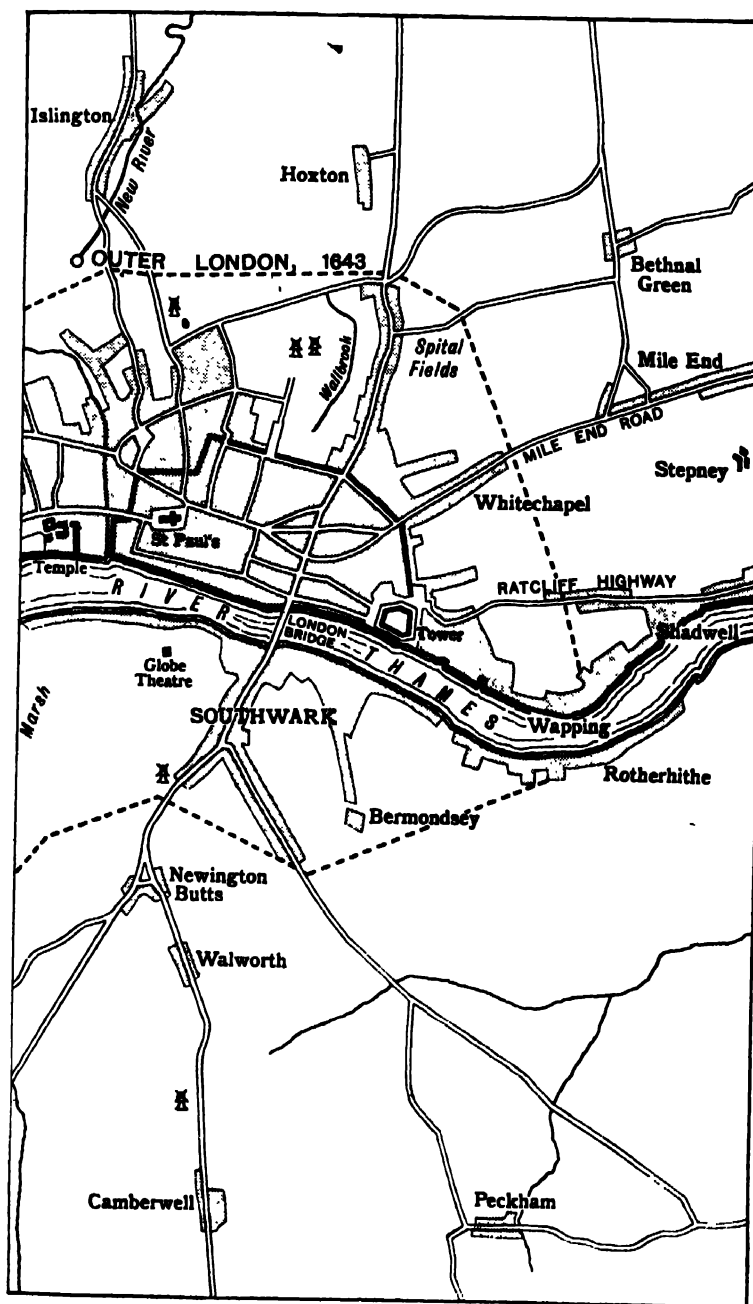 Islington
New River
Hoxton
OUTER LONDON, 1643
Bethnal
Green
Wallbrook
Spital
Fields
Mile End
MILE END ROAD
Stepney
Whitechapel
St Paul's
Temple
RATCLIFF HIGHWAY
RIVER THAMES
LONDON
BRIDGE
Tower
Shadwell
Globe
Theatre
Marsh
SOUTHWARK
Wapping
Rotherhithe
Bermondsey
Newington
Butts
Walworth
Camberwell
Peckham